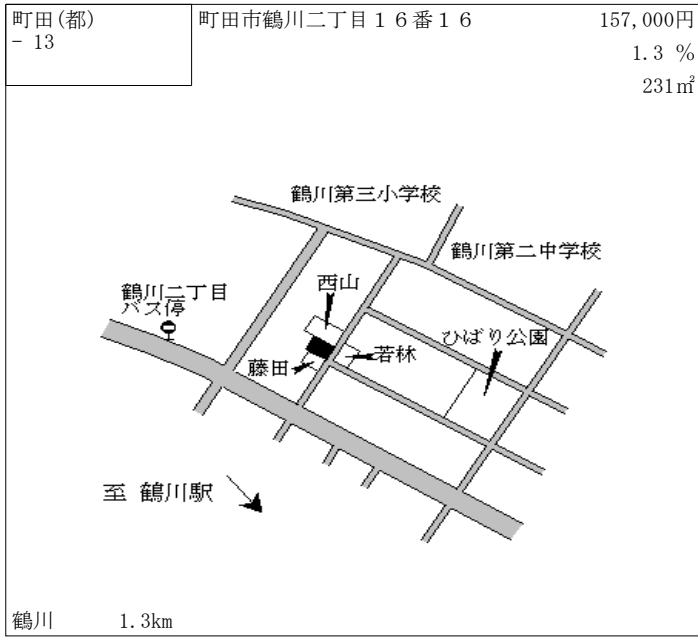 町田(都)
- 13
町田市鶴川二丁目１６番１６
157,000円
1.3 %
231㎡
鶴川第三小学校
鶴川第二中学校
西山
鶴川二丁目
バス停
ひばり公園
若林
藤田
至 鶴川駅
鶴川 1.3km